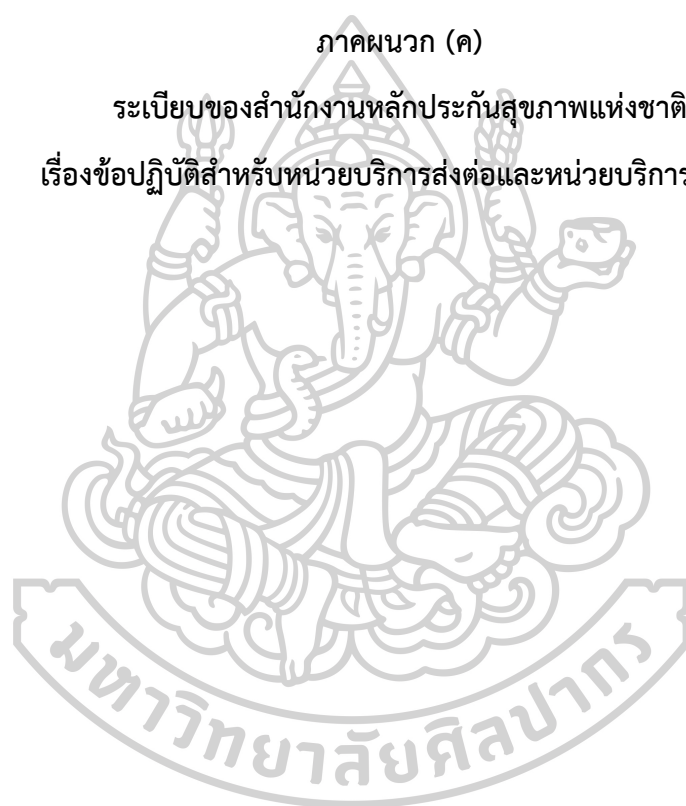 ภาคผนวก (ค)
ระเบียบของสำนักงานหลักประกันสุขภาพแห่งชาติ
เรื่องข้อปฏิบัติสำหรับหน่วยบริการส่งต่อและหน่วยบริการ
มหาวิทยาลัยศิลปากร